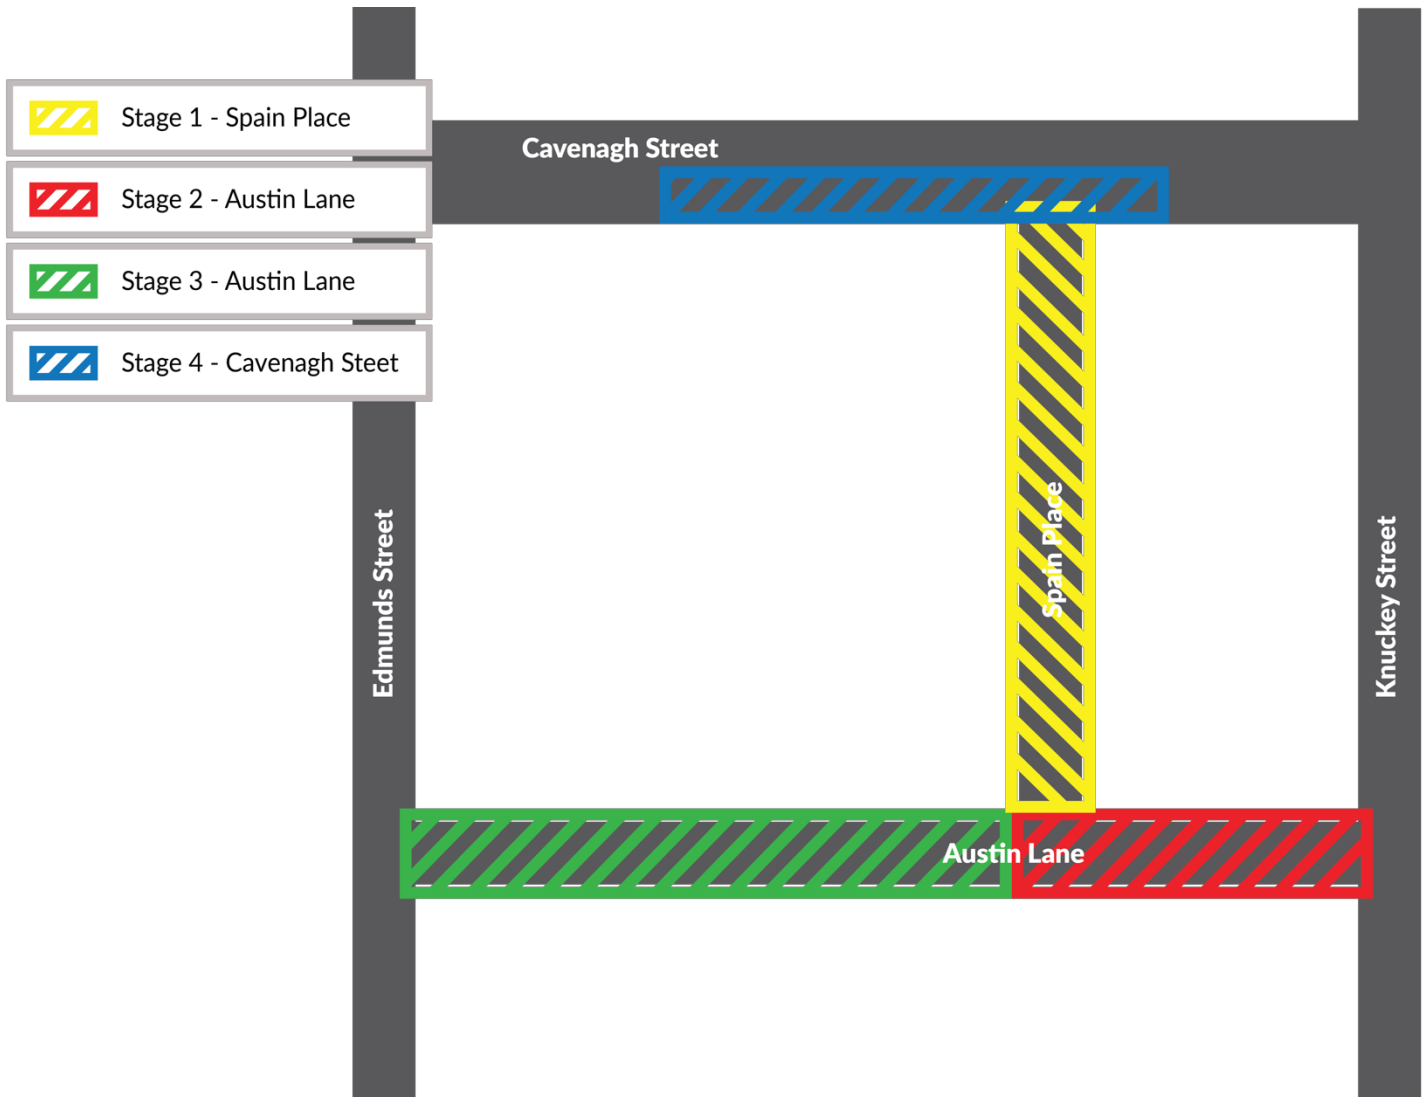 Stage 1 - Spain Place
Stage 2 - Austin Lane
Stage 3 - Austin Lane
Stage 4 - Cavenagh Steet
Cavenagh Street
Edmunds Street
Spain Place
Knuckey Street
Austin Lane